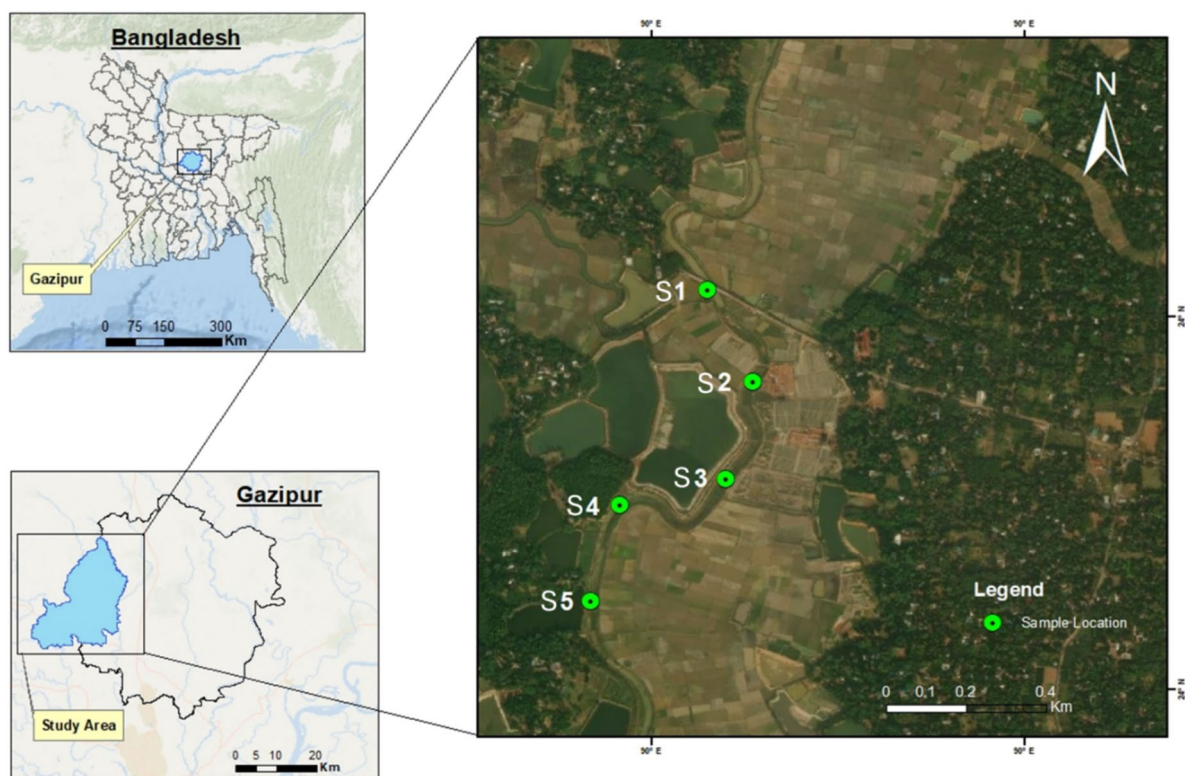 Bangladesh
Gazipur
0 75 150 300
Km
Gazipur
Study Area
0 5 10 20
Km
90° E
90° E
N
S1
24° N
S2
S3
S4
S5
Legend
Sample Location
0 0.1 0.2 0.4
Km
24° N
90° E
90° E